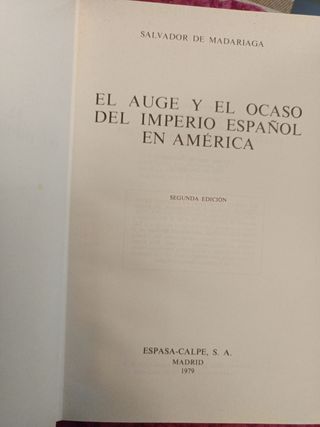 SALVADOR DE MADARIAGA
EL AUGE Y EL OCASO
DEL IMPERIO ESPAÑOL
EN AMÉRICA
SEGUNDA EDICIÓN
ESPASA-CALPE, S. A.
MADRID
1979